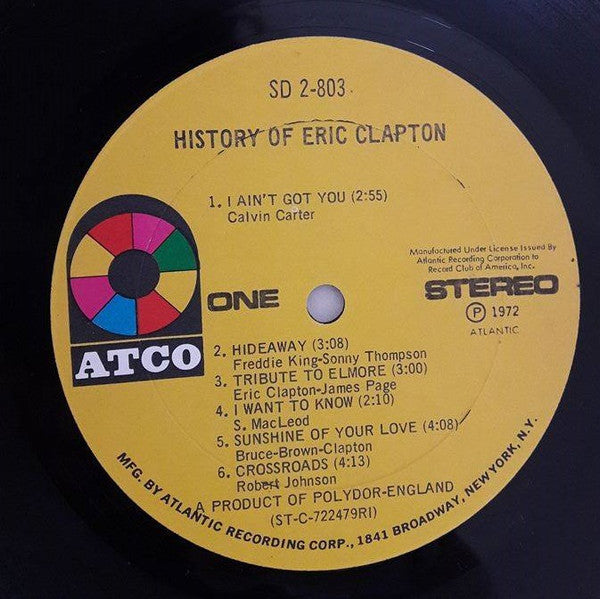 SD 2-803
HISTORY OF ERIC CLAPTON
1. I AIN'T GOT YOU (2:55)
Calvin Carter
Manufactured Under License Issued By
Atlantic Recording Corporation to
Record Club of America, Inc.
ONE
STEREO
P 1972
ATLANTIC
ATCO
2. HIDEAWAY (3:08)
Freddie King-Sonny Thompson
3. TRIBUTE TO ELMORE (3:00)
Eric Clapton-James Page
4. I WANT TO KNOW (2:10)
S. MacLeod
5. SUNSHINE OF YOUR LOVE (4:08)
Bruce-Brown-Clapton
6. CROSSROADS (4:13)
Robert Johnson
A PRODUCT OF POLYDOR-ENGLAND
(ST-C-722479RI)
MFG. BY ATLANTIC RECORDING CORP., 1841 BROADWAY, NEW YORK, N.Y.